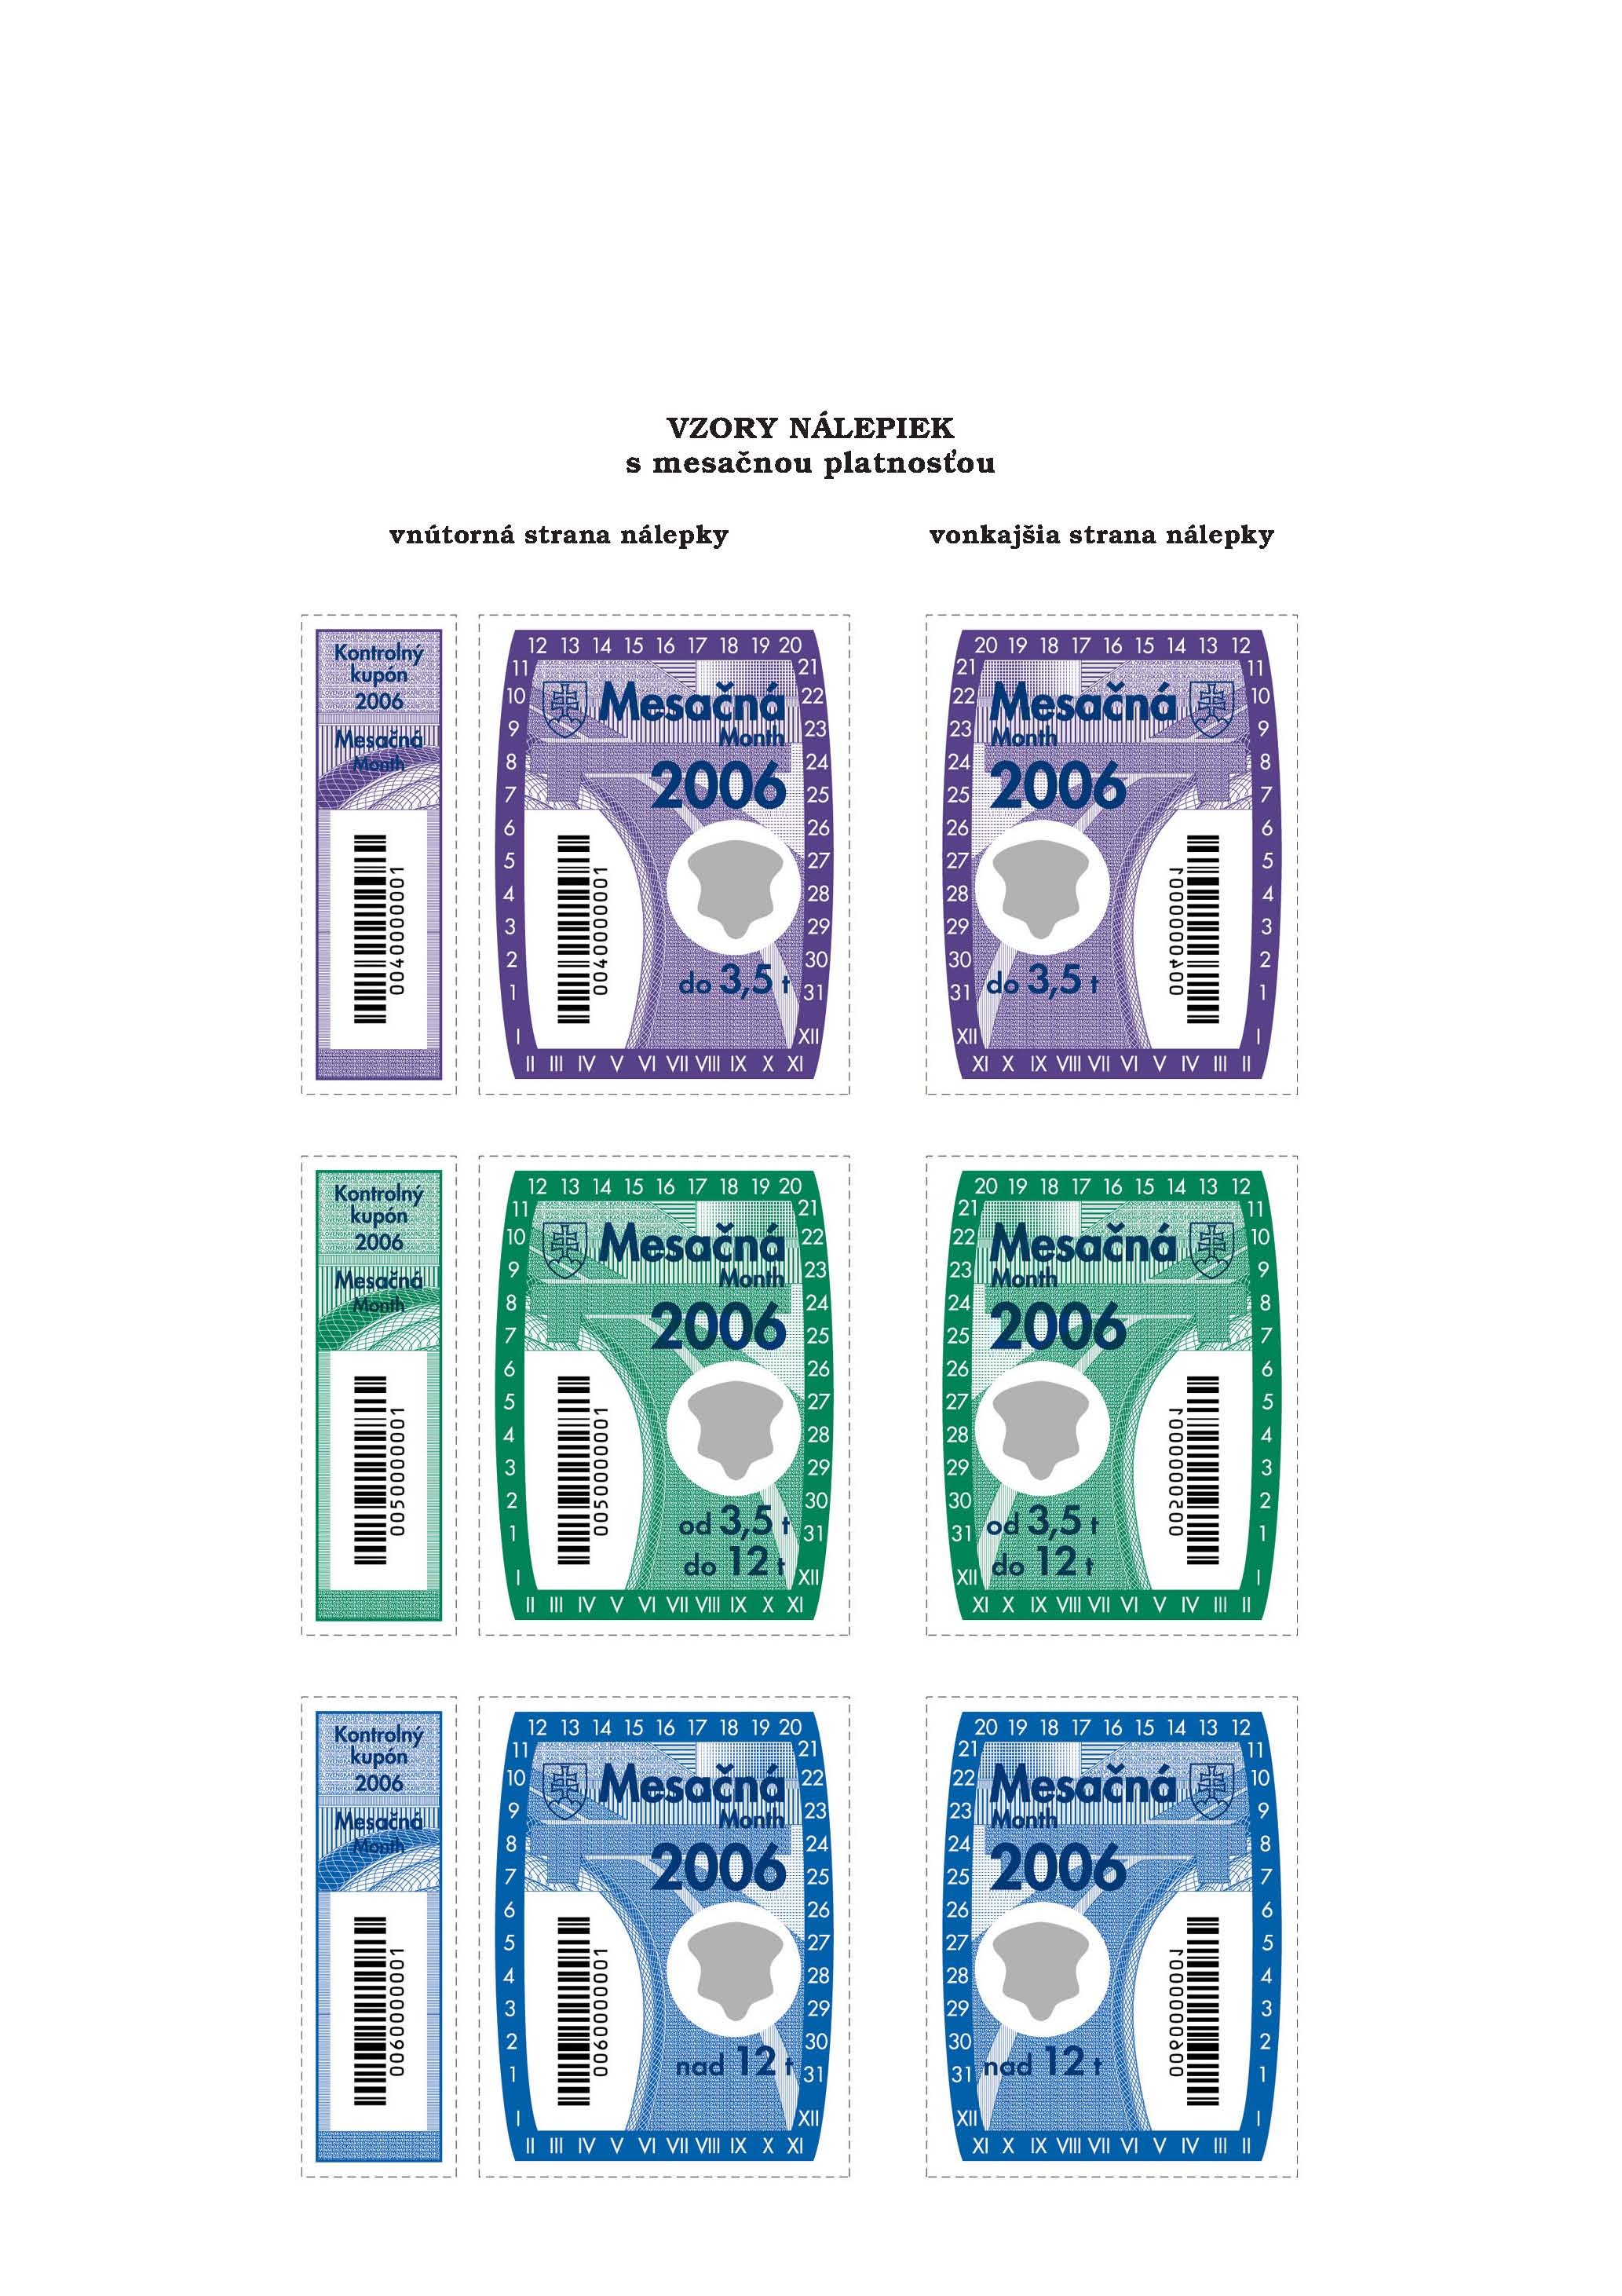 VZORY NÁLEPIEK
s mesačnou platnosťou
vnútorná strana nálepky
vonkajšia strana nálepky
Kontrolný
kupón
2006
Mesačná
Month
0040000001
12 13 14 15 16 17 18 19 20
11 21
10 Mesačná 22
9 Month 23
8 24
2006
7 25
6 26
5 27
4 28
3 29
2 30
1 do 3,5 t 31
I XII
II III IV V VI VII VIII IX X XI
0040000001
20 19 18 17 16 15 14 13 12
21 11
22 Mesačná 10
23 Month 9
24 8
2006
25 7
26 6
27 5
28 4
29 3
30 2
31 do 3,5 t 1
XII I
XI X IX VIII VII VI V IV III II
0040000001
Kontrolný
kupón
2006
Mesačná
Month
0050000001
12 13 14 15 16 17 18 19 20
11 21
10 Mesačná 22
9 Month 23
8 24
2006
7 25
6 26
5 27
4 28
3 29
2 30
od 3,5 t
1 31
do 12 t
I XII
II III IV V VI VII VIII IX X XI
0050000001
20 19 18 17 16 15 14 13 12
21 11
22 Mesačná 10
23 Month 9
24 8
2006
25 7
26 6
27 5
28 4
29 3
30 2
od 3,5 t
31 1
do 12 t
XII I
XI X IX VIII VII VI V IV III II
0050000001
Kontrolný
kupón
2006
Mesačná
Month
0060000001
12 13 14 15 16 17 18 19 20
11 21
10 Mesačná 22
9 Month 23
8 24
2006
7 25
6 26
5 27
4 28
3 29
2 30
1 nad 12 t 31
I XII
II III IV V VI VII VIII IX X XI
0060000001
20 19 18 17 16 15 14 13 12
21 11
22 Mesačná 10
23 Month 9
24 8
2006
25 7
26 6
27 5
28 4
29 3
30 2
31 nad 12 t 1
XII I
XI X IX VIII VII VI V IV III II
0060000001